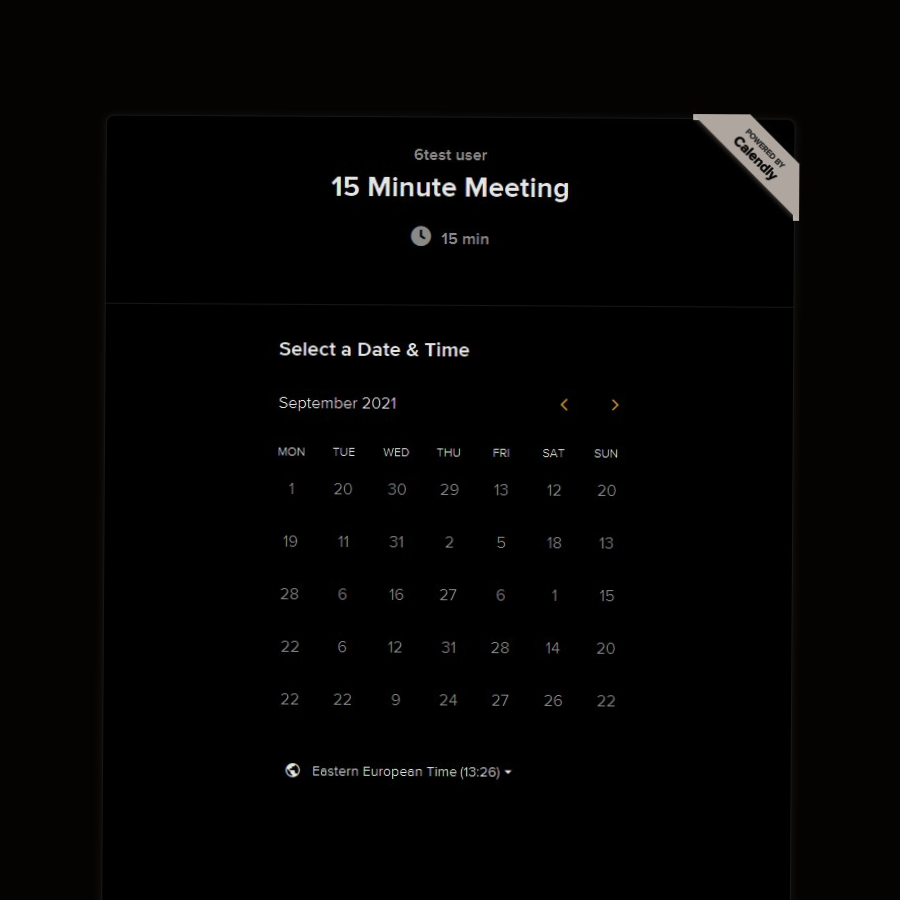 POWERED BY
Calendly
6test user
15 Minute Meeting
15 min
Select a Date & Time
September 2021
MON TUE WED THU FRI SAT SUN
1 20 30 29 13 12 20
19 11 31 2 5 18 13
28 6 16 27 6 1 15
22 6 12 31 28 14 20
22 22 9 24 27 26 22
Eastern European Time (13:26)